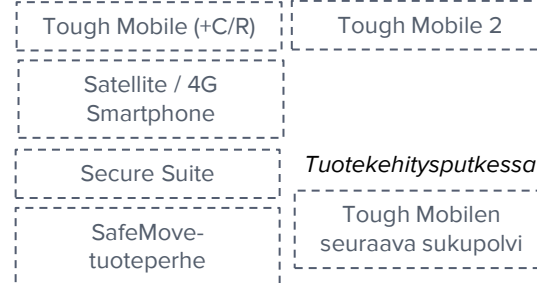 Tough Mobile (+C/R)
Tough Mobile 2
Satellite / 4G
Smartphone
Secure Suite
SafeMove-
tuoteperhe
Tuotekehitysputkessa
Tough Mobilen
seuraava sukupolvi